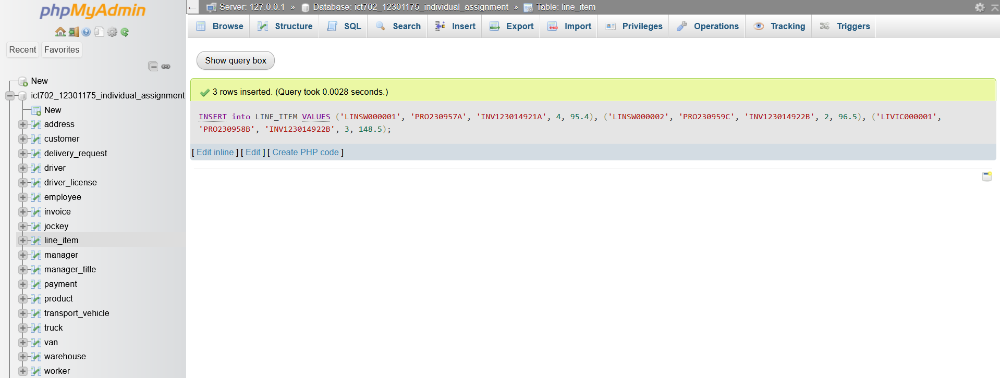 phpMyAdmin
Recent Favorites
New
ict702_12301175_individual_assignment
New
address
customer
delivery_request
driver
driver_license
employee
invoice
jockey
line_item
manager
manager_title
payment
product
transport_vehicle
truck
van
warehouse
worker
Server: 127.0.0.1 » Database: ict702_12301175_individual_assignment » Table: line_item
Browse Structure SQL Search Insert Export Import Privileges Operations Tracking Triggers
Show query box
3 rows inserted. (Query took 0.0028 seconds.)
INSERT into LINE_ITEM VALUES ('LINSW000001', 'PRO230957A', 'INV123014921A', 4, 95.4), ('LINSW000002', 'PRO230959C', 'INV123014922B', 2, 96.5), ('LIVIC000001',
'PRO230958B', 'INV123014922B', 3, 148.5);
[ Edit inline ] [ Edit ] [ Create PHP code ]